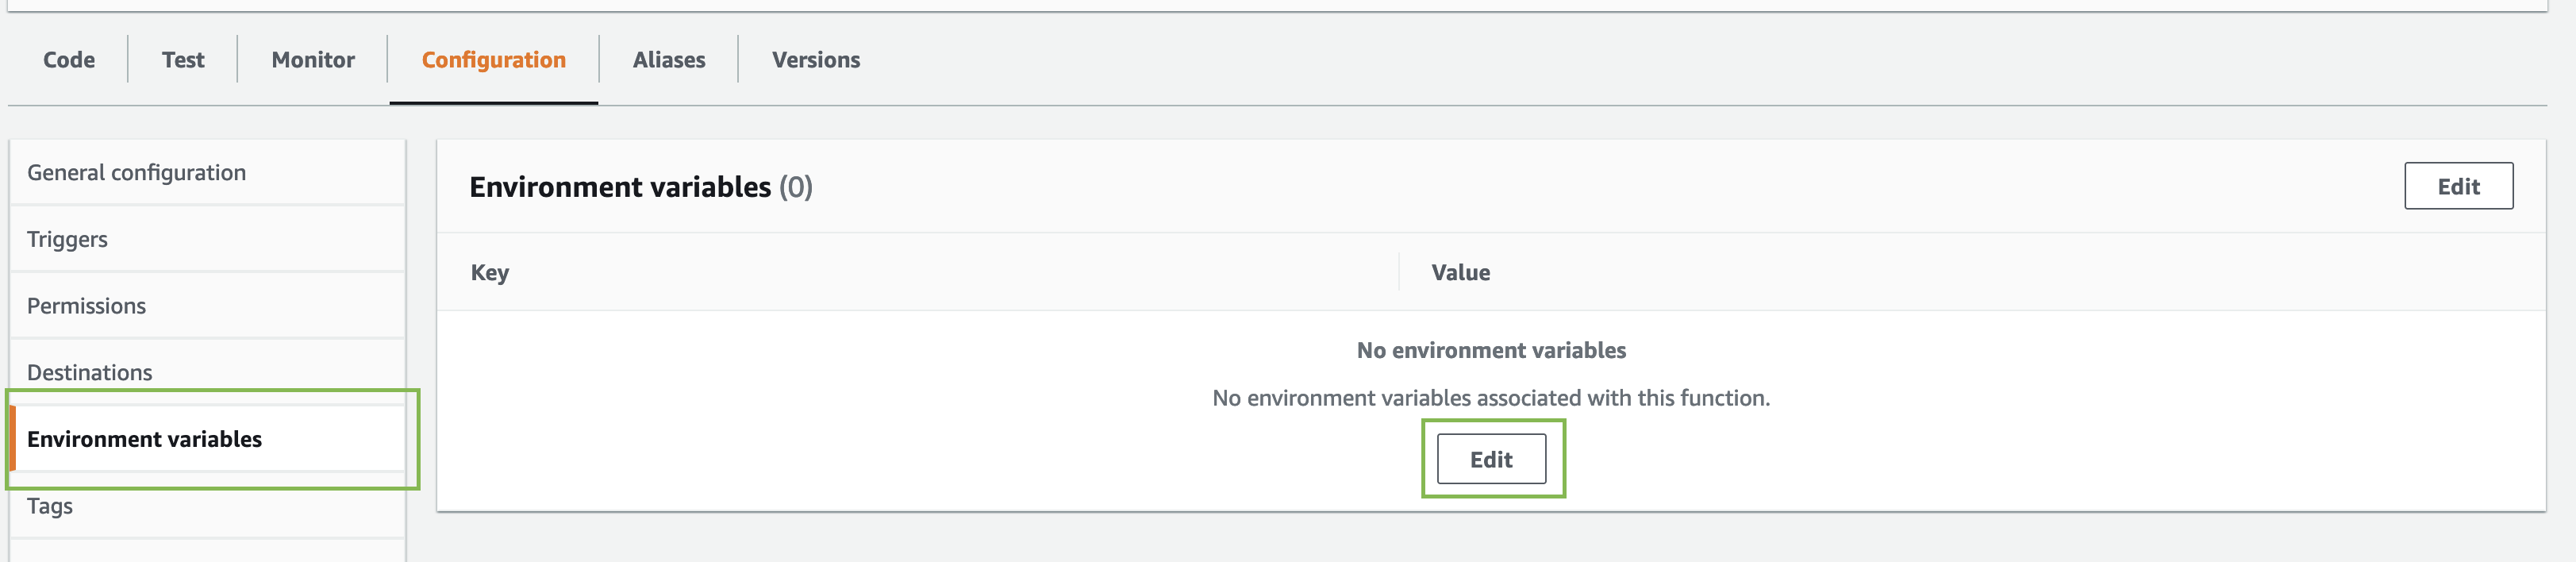 Code Test Monitor Configuration Aliases Versions
General configuration
Triggers
Permissions
Destinations
Environment variables
Tags
Environment variables (0)
Edit
Key Value
No environment variables
No environment variables associated with this function.
Edit